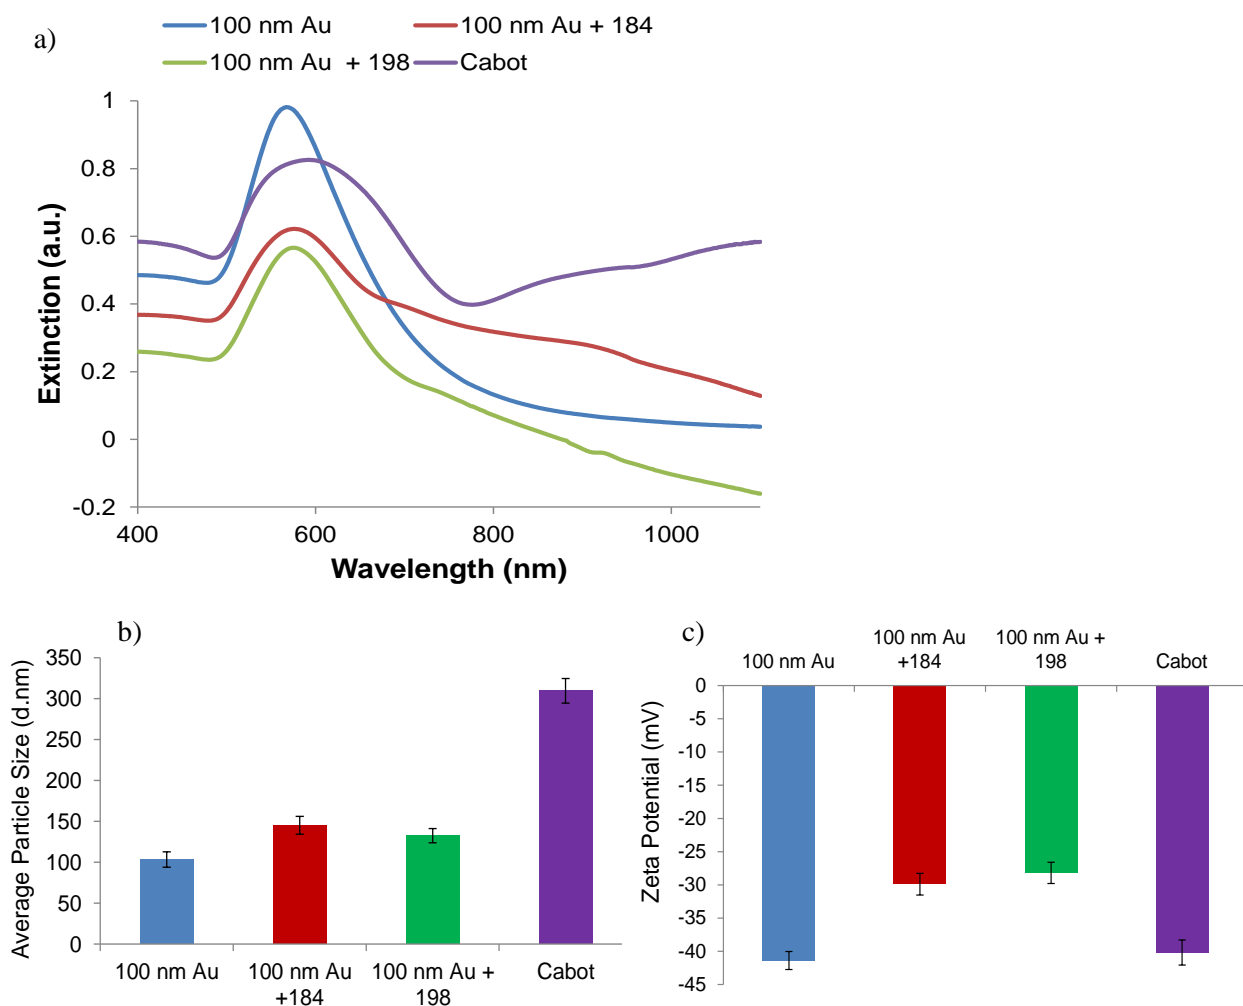 a)
100 nm Au
100 nm Au + 184
100 nm Au + 198
Cabot
1
0.8
0.6
0.4
0.2
0
-0.2
Extinction (a.u.)
400
600
800
1000
Wavelength (nm)
b)
350
300
250
200
150
100
50
0
Average Particle Size (d.nm)
100 nm Au
100 nm Au
+184
100 nm Au +
198
Cabot
c)
100 nm Au
100 nm Au
+184
100 nm Au +
198
Cabot
0
-5
-10
-15
-20
-25
-30
-35
-40
-45
Zeta Potential (mV)